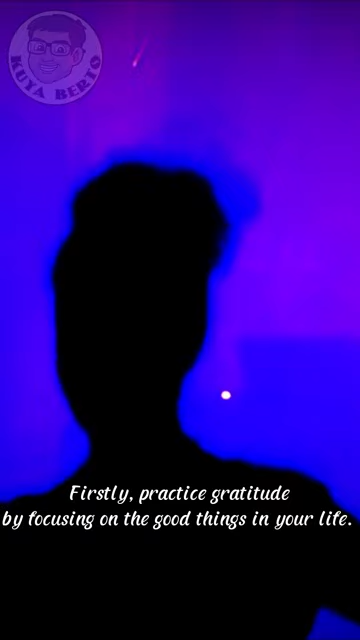 KUYA BERTO
Firstly, practice gratitude
by focusing on the good things in your life.